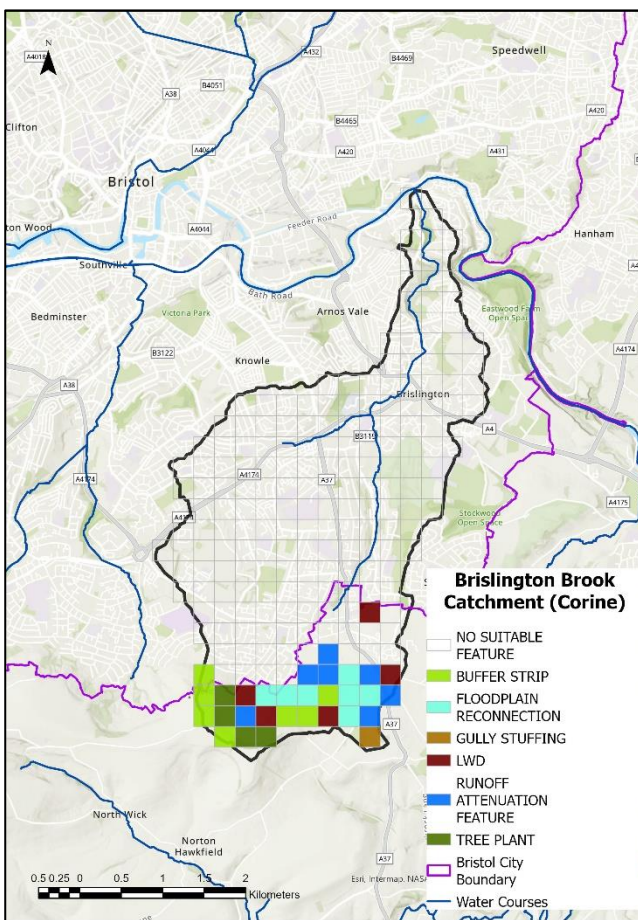 N
A4018
A432
B4469
Speedwell
A38
B4051
A420
Clifton
B4465
A4044
A420
A431
Bristol
ton Wood
A4044
Feeder Road
Hanham
Southville
Bath Road
Bedminster
Victoria Park
Arnos Vale
Eastwood Farm
Open Spac
B3122
Knowle
A4174
A38
Brislington
B3119
A4
A4174
A4174
A37
A4175
Stockwood
Open Space
Brislington Brook
Catchment (Corine)
NO SUITABLE
FEATURE
BUFFER STRIP
FLOODPLAIN
RECONNECTION
GULLY STUFFING
LWD
RUNOFF
ATTENUATION
FEATURE
TREE PLANT
Bristol City
Boundary
Water Courses
A37
North Wick
Norton
Hawkfield
A37
Esri, Intermap, NASA
0.5 0.25 0 0.5 1 1.5 2
Kilometers